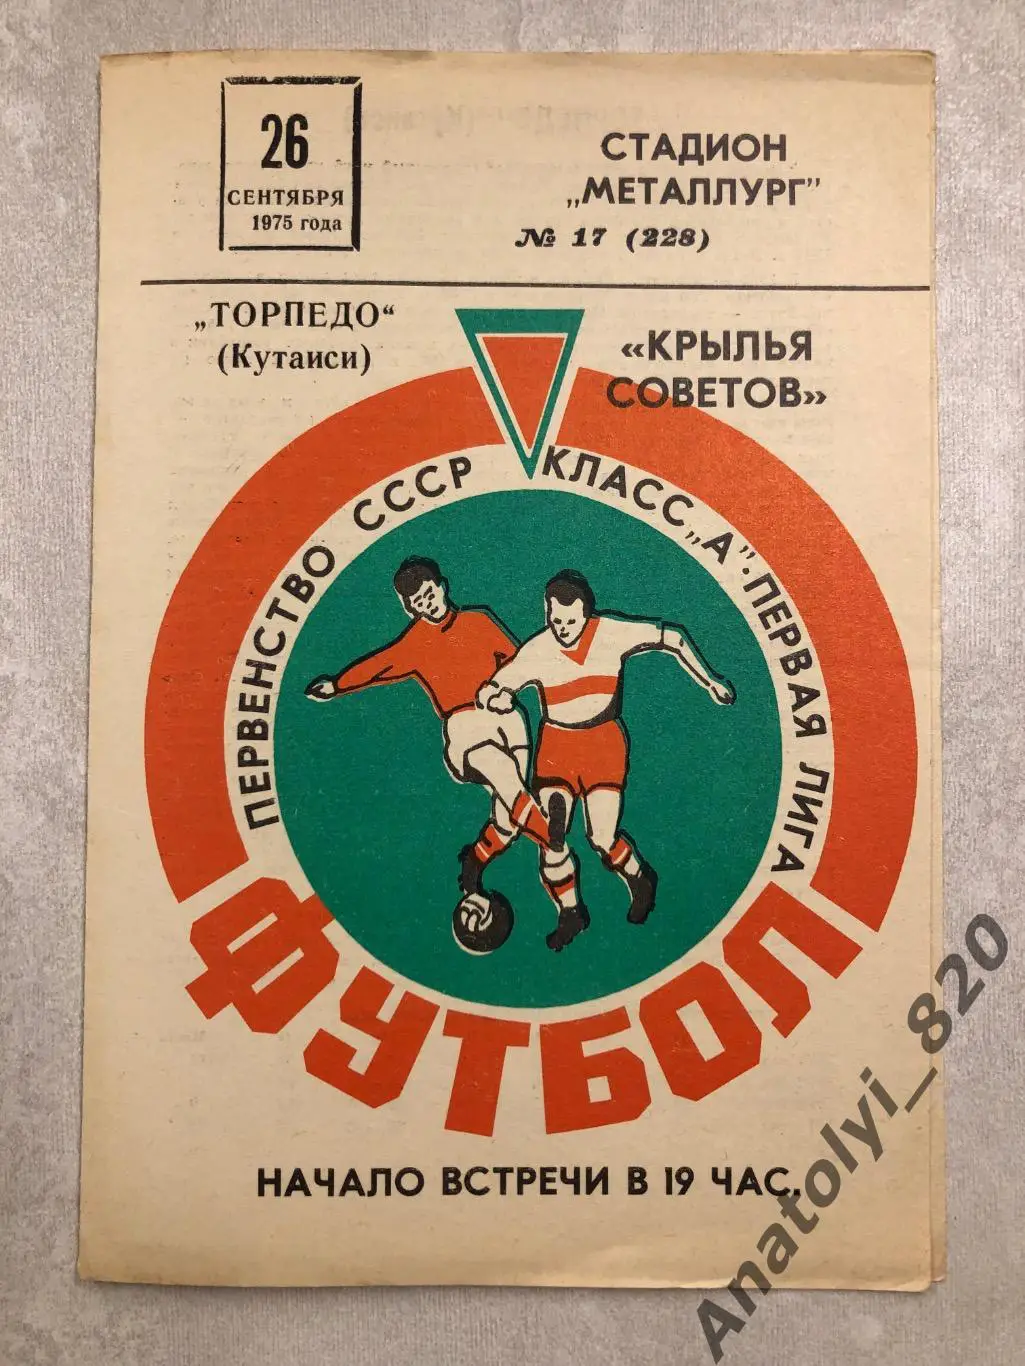 26
СЕНТЯБРЯ
1975 года
СТАДИОН
„МЕТАЛЛУРГ"
№ 17 (228)
„ТОРПЕДО“
(Кутаиси)
«КРЫЛЬЯ
СОВЕТОВ»
ПЕРВЕНСТВО СССР КЛАСС „А"·ПЕРВАЯ ЛИГА
ФУТБОЛ
НАЧАЛО ВСТРЕЧИ В 19 ЧАС.
Anatolyi_820